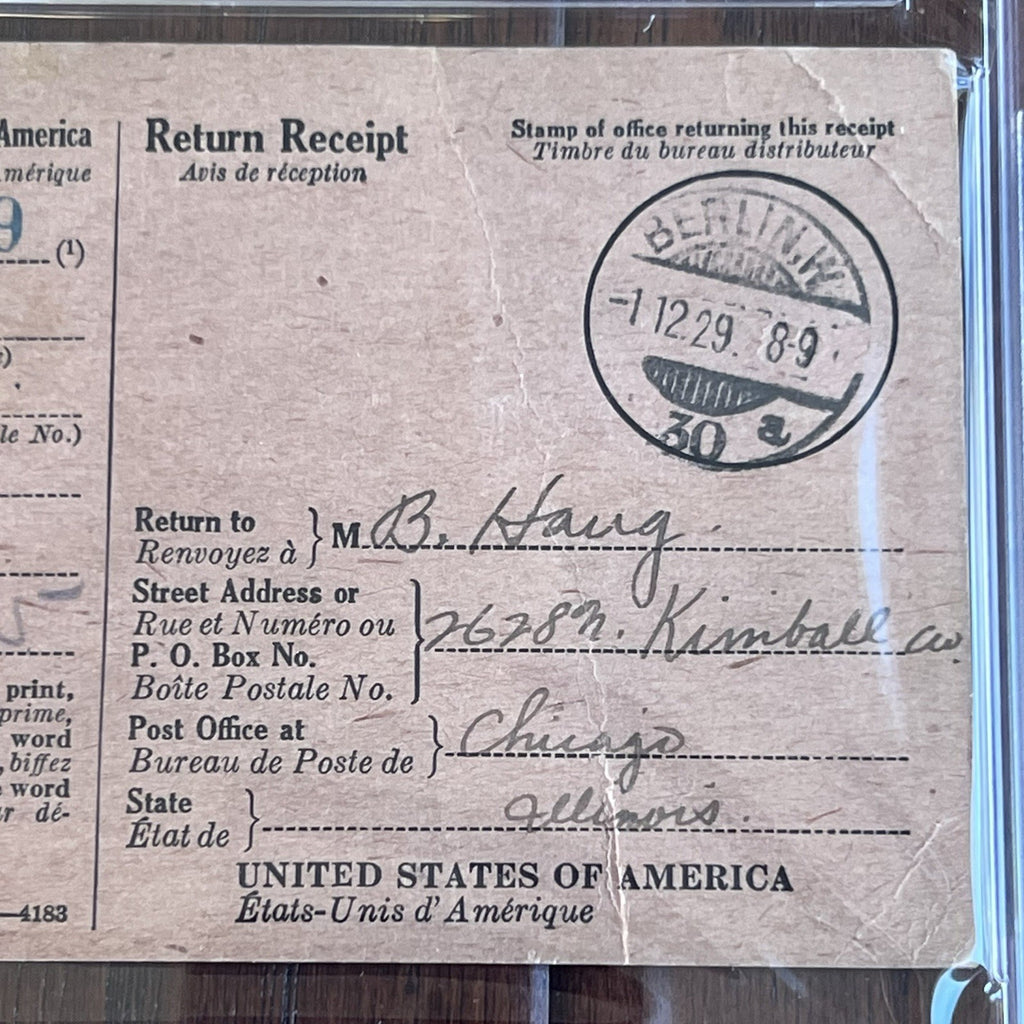 America
mérique
9 (1)
)
le No.)
print,
prime,
word
, biffez
word
r dé-
—4183
Return Receipt
Avis de réception
Stamp of office returning this receipt
Timbre du bureau distributeur
BERLIN, W
-1.12.29. 8-9
30 a
Return to
Renvoyez à } M B. Haug.
Street Address or
Rue et Numéro ou
P. O. Box No.
Boîte Postale No. } 2628 N. Kimball av.
Post Office at
Bureau de Poste de } Chicago
State
État de } Illinois.
UNITED STATES OF AMERICA
États-Unis d'Amérique